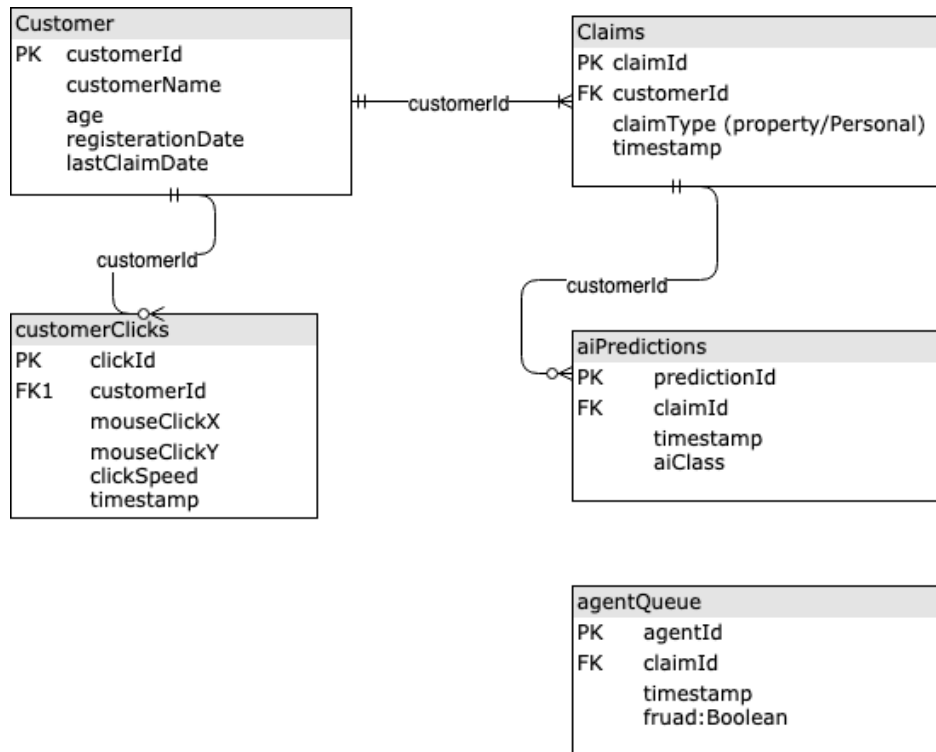 Customer
PK customerId
customerName
age
registerationDate
lastClaimDate
customerId
Claims
PK claimId
FK customerId
claimType (property/Personal)
timestamp
customerId
customerId
customerClicks
PK clickId
FK1 customerId
mouseClickX
mouseClickY
clickSpeed
timestamp
aiPredictions
PK predictionId
FK claimId
timestamp
aiClass
agentQueue
PK agentId
FK claimId
timestamp
fruad:Boolean